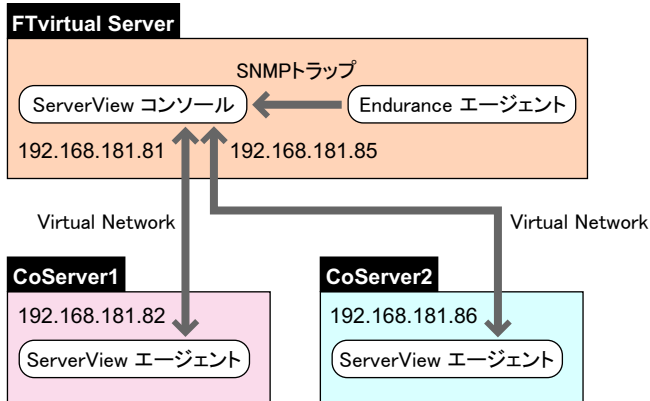 FTvirtual Server
SNMPトラップ
ServerView コンソール
Endurance エージェント
192.168.181.81
192.168.181.85
Virtual Network
Virtual Network
CoServer1
CoServer2
192.168.181.82
192.168.181.86
ServerView エージェント
ServerView エージェント